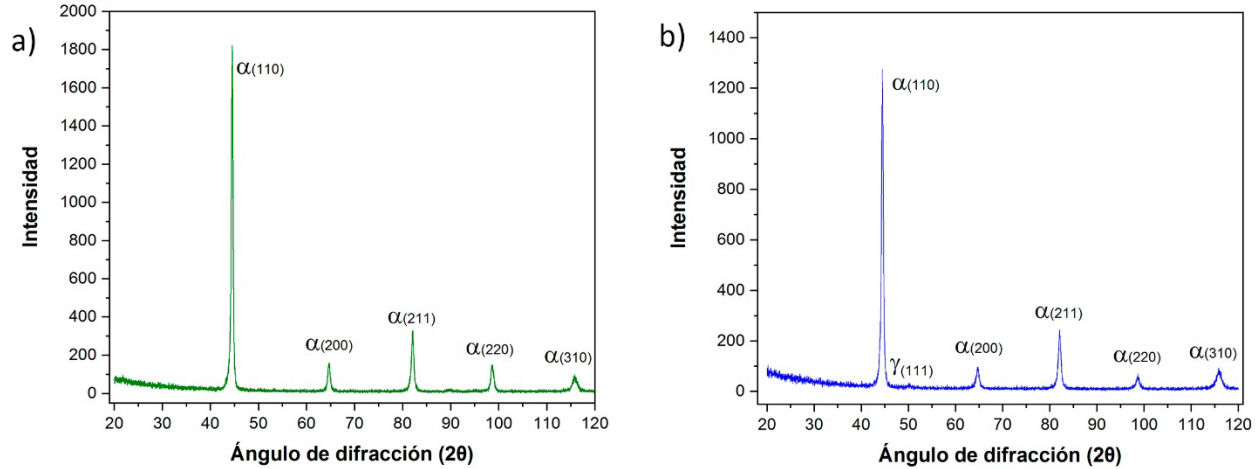 a)
Intensidad
2000
1800
1600
1400
1200
1000
800
600
400
200
0
α(110)
α(200)
α(211)
α(220)
α(310)
20 30 40 50 60 70 80 90 100 110 120
Ángulo de difracción (2θ)
b)
Intensidad
1400
1200
1000
800
600
400
200
0
α(110)
γ(111)
α(200)
α(211)
α(220)
α(310)
20 30 40 50 60 70 80 90 100 110 120
Ángulo de difracción (2θ)